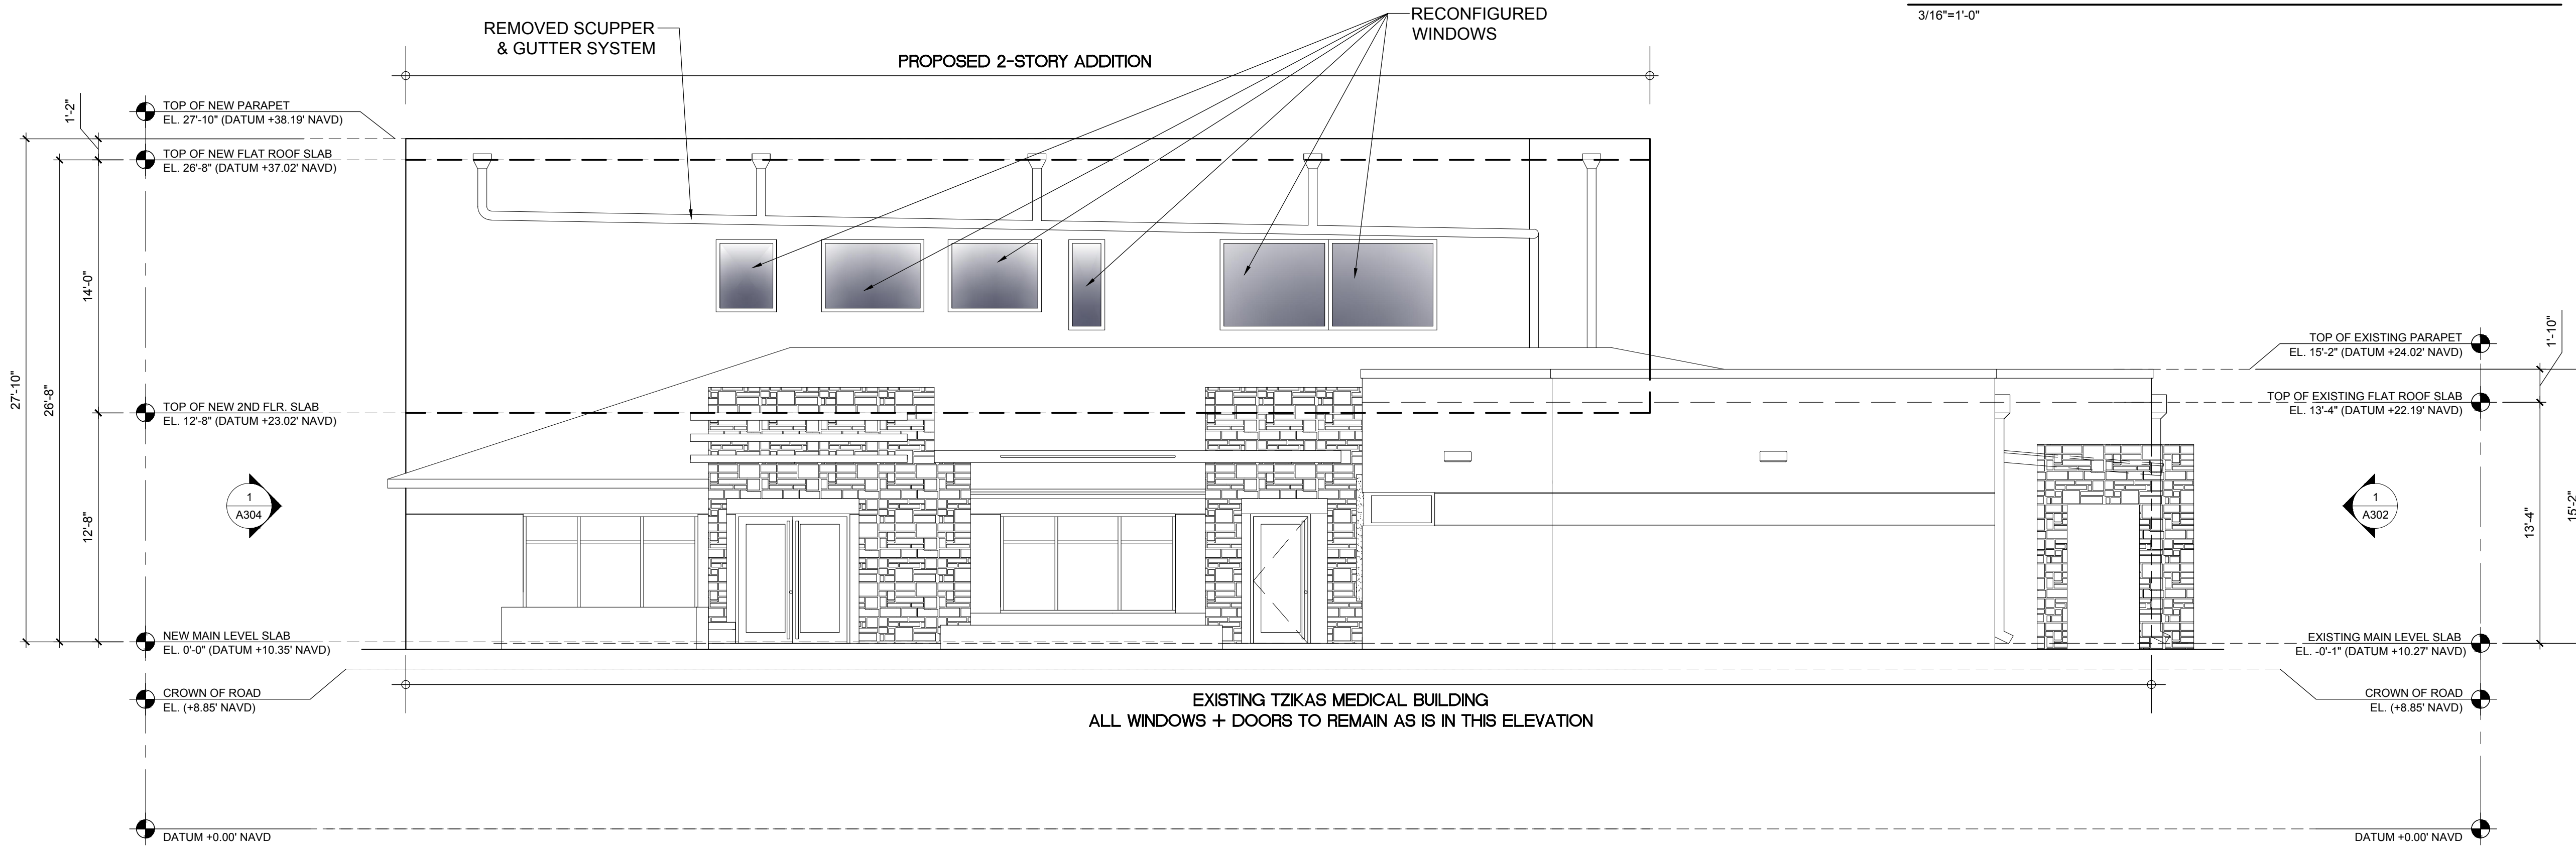 3/16"=1'-0"
REMOVED SCUPPER
& GUTTER SYSTEM
RECONFIGURED
WINDOWS
PROPOSED 2-STORY ADDITION
TOP OF NEW PARAPET
EL. 27'-10" (DATUM +38.19' NAVD)
TOP OF NEW FLAT ROOF SLAB
EL. 26'-8" (DATUM +37.02' NAVD)
TOP OF NEW 2ND FLR. SLAB
EL. 12'-8" (DATUM +23.02' NAVD)
NEW MAIN LEVEL SLAB
EL. 0'-0" (DATUM +10.35' NAVD)
CROWN OF ROAD
EL. (+8.85' NAVD)
DATUM +0.00' NAVD
1'-2"
14'-0"
12'-8"
26'-8"
27'-10"
1
A304
TOP OF EXISTING PARAPET
EL. 15'-2" (DATUM +24.02' NAVD)
TOP OF EXISTING FLAT ROOF SLAB
EL. 13'-4" (DATUM +22.19' NAVD)
EXISTING MAIN LEVEL SLAB
EL. -0'-1" (DATUM +10.27' NAVD)
CROWN OF ROAD
EL. (+8.85' NAVD)
DATUM +0.00' NAVD
1'-10"
13'-4"
15'-2"
1
A302
EXISTING TZIKAS MEDICAL BUILDING
ALL WINDOWS + DOORS TO REMAIN AS IS IN THIS ELEVATION